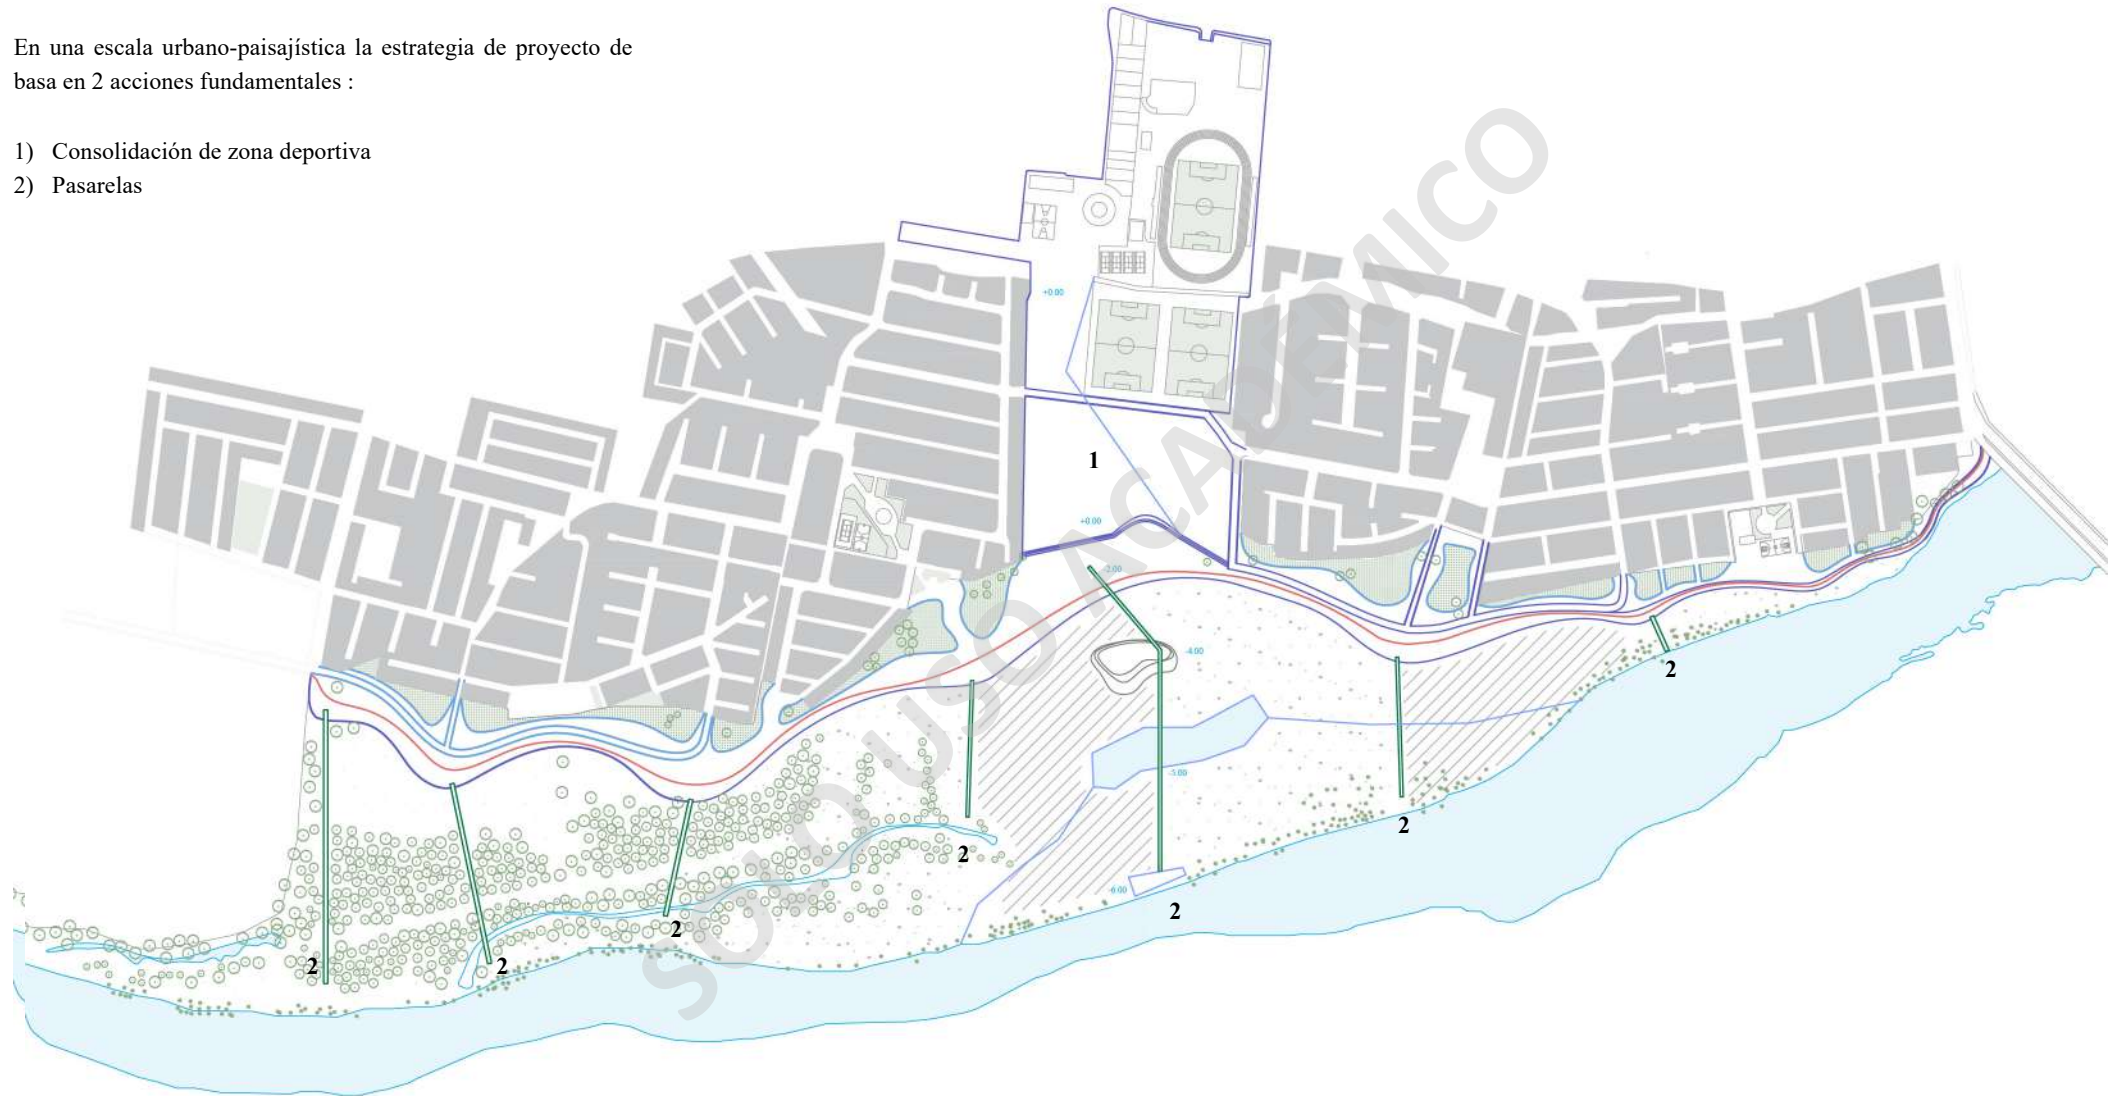 En una escala urbano-paisajística la estrategia de proyecto de
basa en 2 acciones fundamentales :
1) Consolidación de zona deportiva
2) Pasarelas
+0.00
1
+0.00
-2.00
-4.00
2
-5.00
2
2
-6.00
2
2
2
2
SOLO USO ACADÉMICO